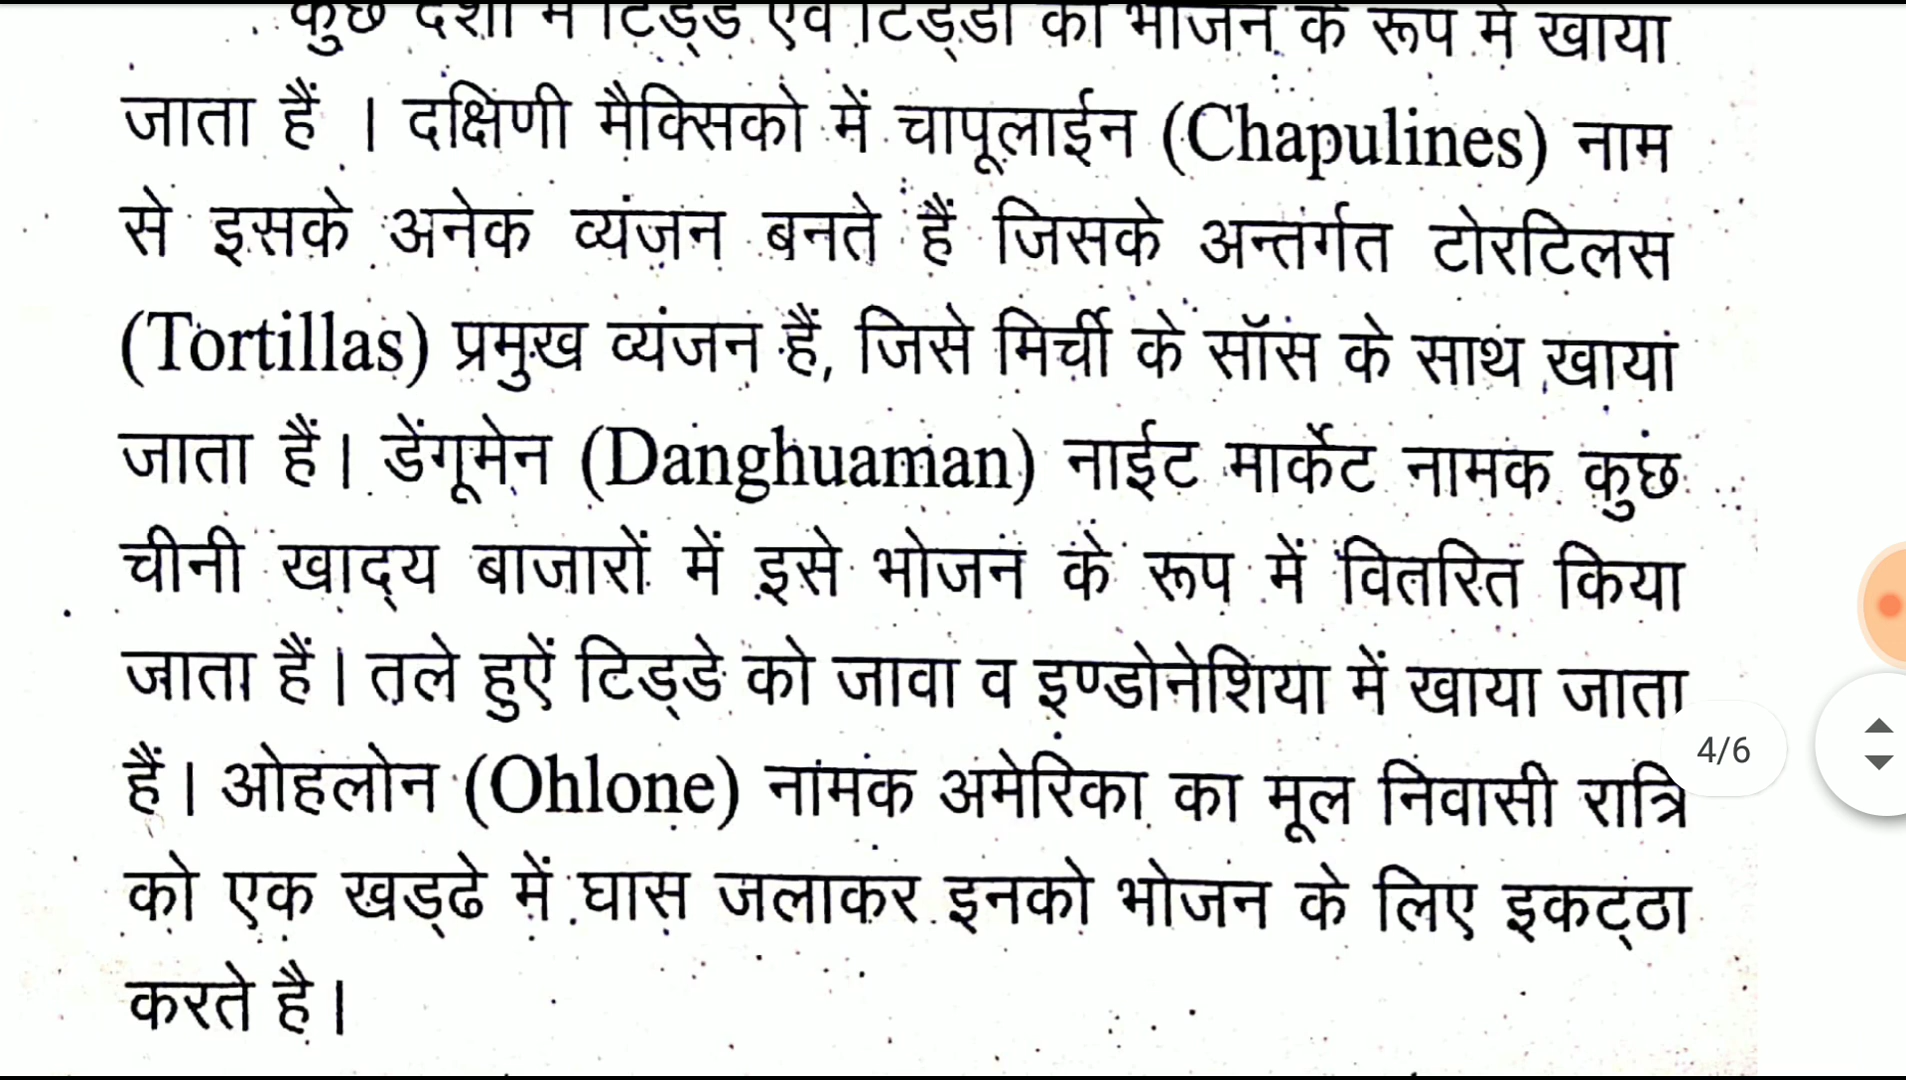 कुछ देशों में टिड्डे एवं टिड्डी को भोजन के रूप में खाया
जाता हैं । दक्षिणी मैक्सिको में चापूलाईन (Chapulines) नाम
से इसके अनेक व्यंजन बनते हैं जिसके अन्तर्गत टोरटिलस
(Tortillas) प्रमुख व्यंजन हैं, जिसे मिर्ची के सॉस के साथ खाया
जाता हैं। डेंगूमेन (Danghuaman) नाईट मार्केट नामक कुछ
चीनी खाद्य बाजारों में इसे भोजन के रूप में वितरित किया
जाता हैं। तले हुऐं टिड्डे को जावा व इण्डोनेशिया में खाया जाता
4/6
हैं। ओहलोन (Ohlone) नामक अमेरिका का मूल निवासी रात्रि
को एक खड्ढे में घास जलाकर इनको भोजन के लिए इकट्ठा
करते है।